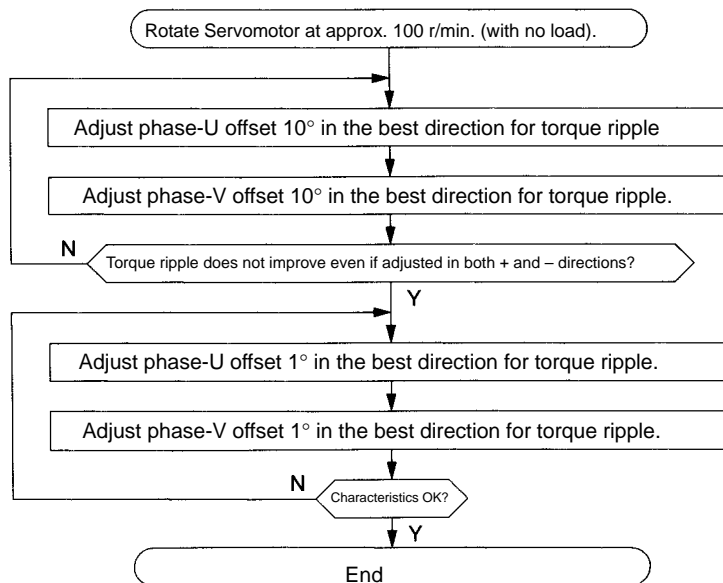 Rotate Servomotor at approx. 100 r/min. (with no load).
Adjust phase-U offset 10° in the best direction for torque ripple
Adjust phase-V offset 10° in the best direction for torque ripple.
N
Torque ripple does not improve even if adjusted in both + and – directions?
Y
Adjust phase-U offset 1° in the best direction for torque ripple.
Adjust phase-V offset 1° in the best direction for torque ripple.
N
Characteristics OK?
Y
End